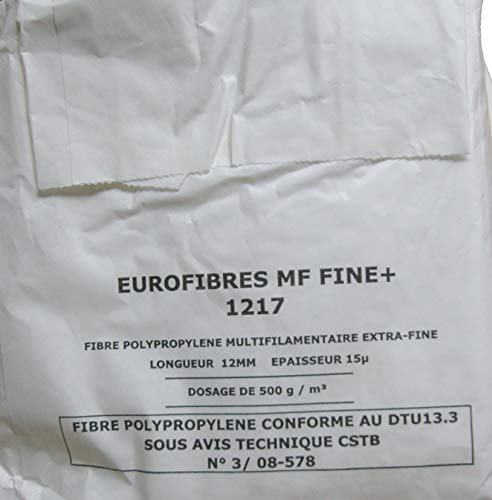 EUROFIBRES MF FINE+
1217
FIBRE POLYPROPYLENE MULTIFILAMENTAIRE EXTRA-FINE
LONGUEUR 12MM EPAISSEUR 15µ
DOSAGE DE 500 g / m³
FIBRE POLYPROPYLENE CONFORME AU DTU13.3
SOUS AVIS TECHNIQUE CSTB
N° 3/ 08-578